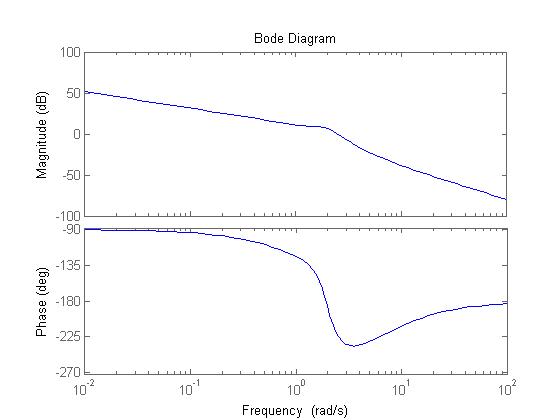 Bode Diagram
100
50
0
-50
-100
Magnitude (dB)
-90
-135
-180
-225
-270
Phase (deg)
10^-2 10^-1 10^0 10^1 10^2
Frequency (rad/s)